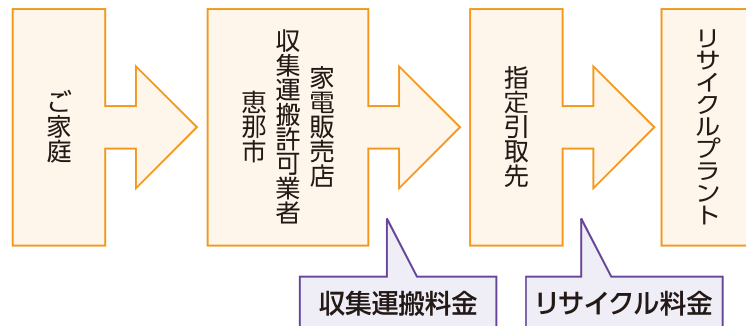 ご家庭
家電販売店
収集運搬許可業者
恵那市
指定引取先
リサイクルプラント
収集運搬料金
リサイクル料金